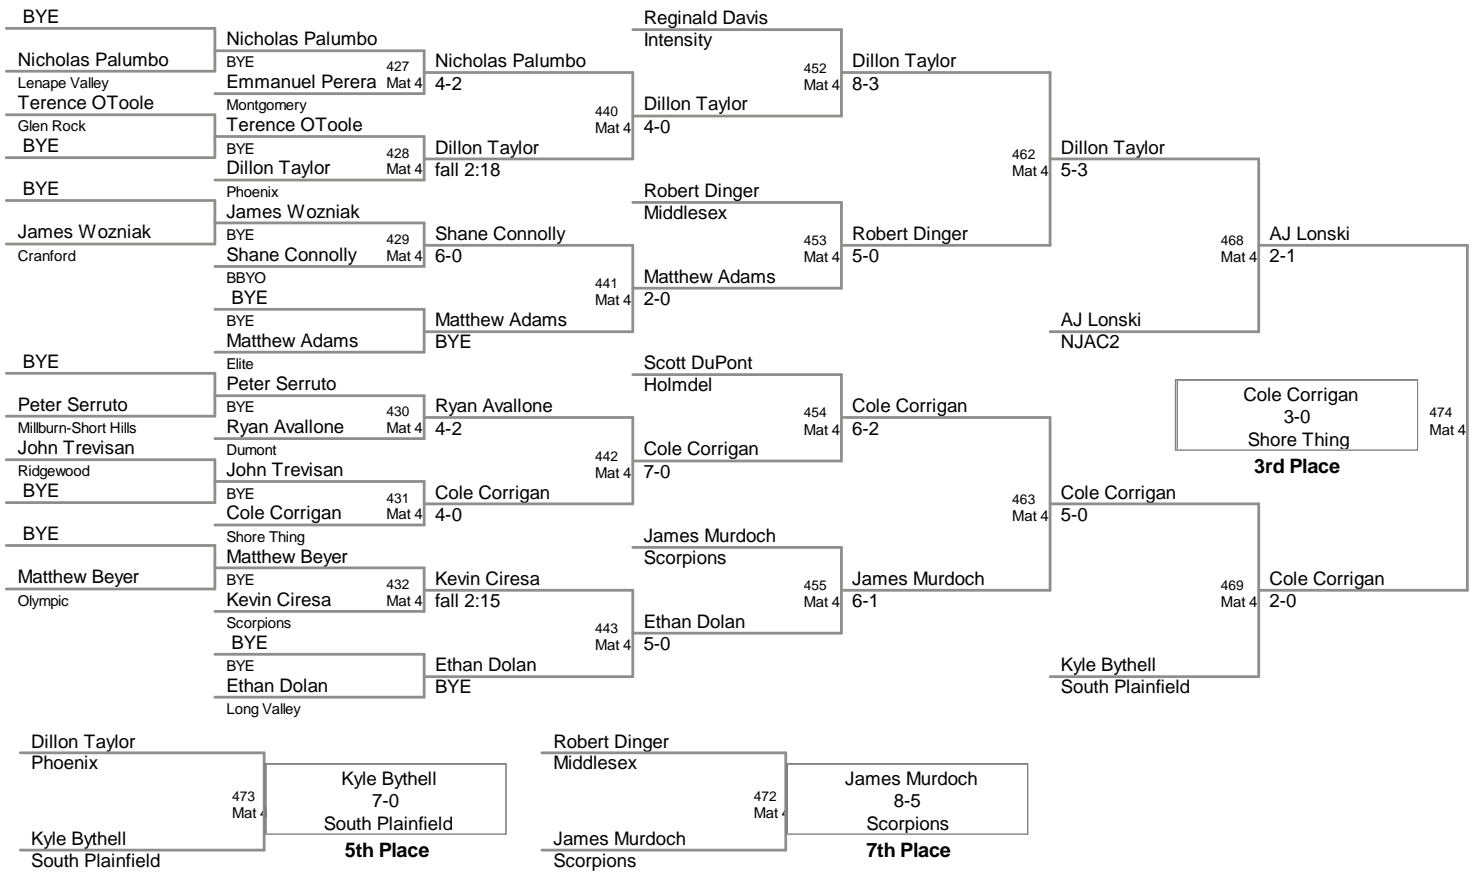 BYE
Nicholas Palumbo
Lenape Valley
Terence OToole
Glen Rock
BYE
BYE
James Wozniak
Cranford
BYE
Peter Serruto
Millburn-Short Hills
John Trevisan
Ridgewood
BYE
BYE
Matthew Beyer
Olympic
Nicholas Palumbo
BYE
Emmanuel Perera
Montgomery
Terence OToole
BYE
Dillon Taylor
Phoenix
James Wozniak
BYE
Shane Connolly
BBYO
BYE
BYE
Matthew Adams
Elite
Peter Serruto
BYE
Ryan Avallone
Dumont
John Trevisan
BYE
Cole Corrigan
Shore Thing
Matthew Beyer
BYE
Kevin Ciresa
Scorpions
BYE
BYE
Ethan Dolan
Long Valley
427
Mat 4
428
Mat 4
429
Mat 4
430
Mat 4
431
Mat 4
432
Mat 4
Nicholas Palumbo
4-2
Dillon Taylor
fall 2:18
Shane Connolly
6-0
Matthew Adams
BYE
Ryan Avallone
4-2
Cole Corrigan
4-0
Kevin Ciresa
fall 2:15
Ethan Dolan
BYE
440
Mat 4
441
Mat 4
442
Mat 4
443
Mat 4
Reginald Davis
Intensity
Dillon Taylor
4-0
Robert Dinger
Middlesex
Matthew Adams
2-0
Scott DuPont
Holmdel
Cole Corrigan
7-0
James Murdoch
Scorpions
Ethan Dolan
5-0
452
Mat 4
453
Mat 4
454
Mat 4
455
Mat 4
Dillon Taylor
8-3
Robert Dinger
5-0
Cole Corrigan
6-2
James Murdoch
6-1
462
Mat 4
463
Mat 4
Dillon Taylor
5-3
AJ Lonski
NJAC2
Cole Corrigan
5-0
Kyle Bythell
South Plainfield
468
Mat 4
469
Mat 4
AJ Lonski
2-1
Cole Corrigan
2-0
Cole Corrigan
3-0
Shore Thing
3rd Place
474
Mat 4
Dillon Taylor
Phoenix
473
Mat 4
Kyle Bythell
South Plainfield
Kyle Bythell
7-0
South Plainfield
5th Place
Robert Dinger
Middlesex
472
Mat 4
James Murdoch
Scorpions
James Murdoch
8-5
Scorpions
7th Place